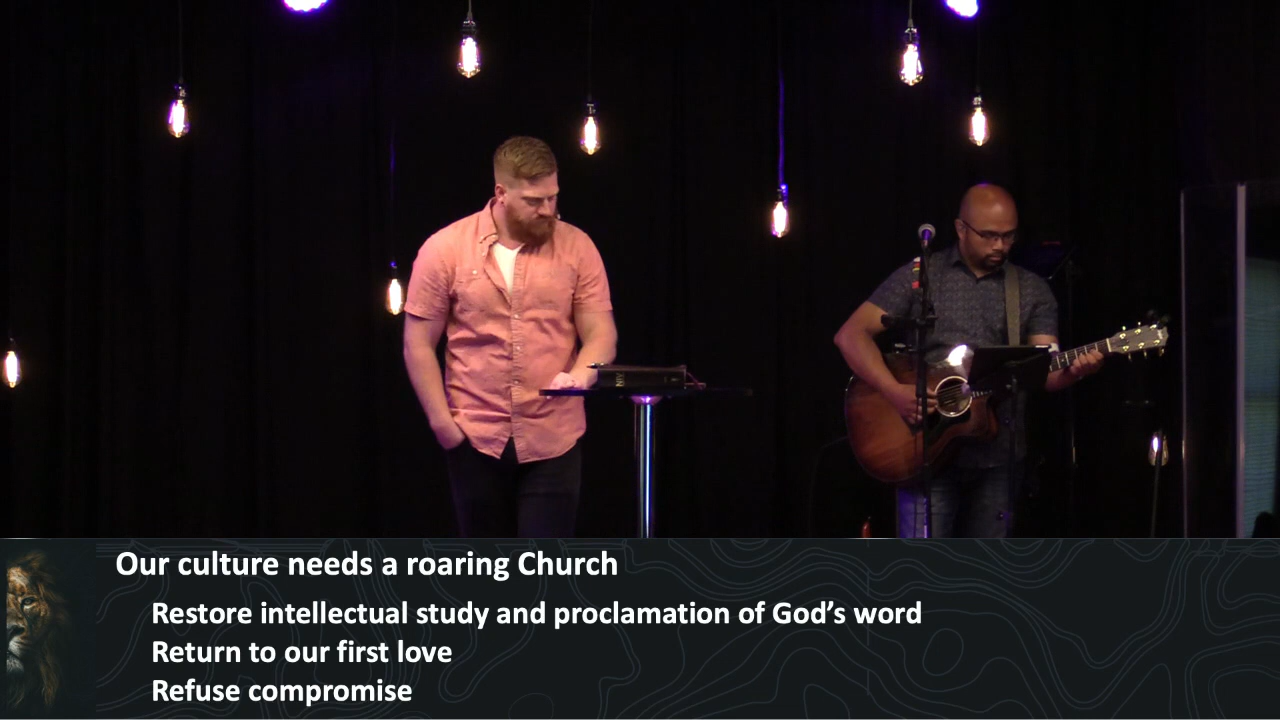 Our culture needs a roaring Church
Restore intellectual study and proclamation of God's word
Return to our first love
Refuse compromise